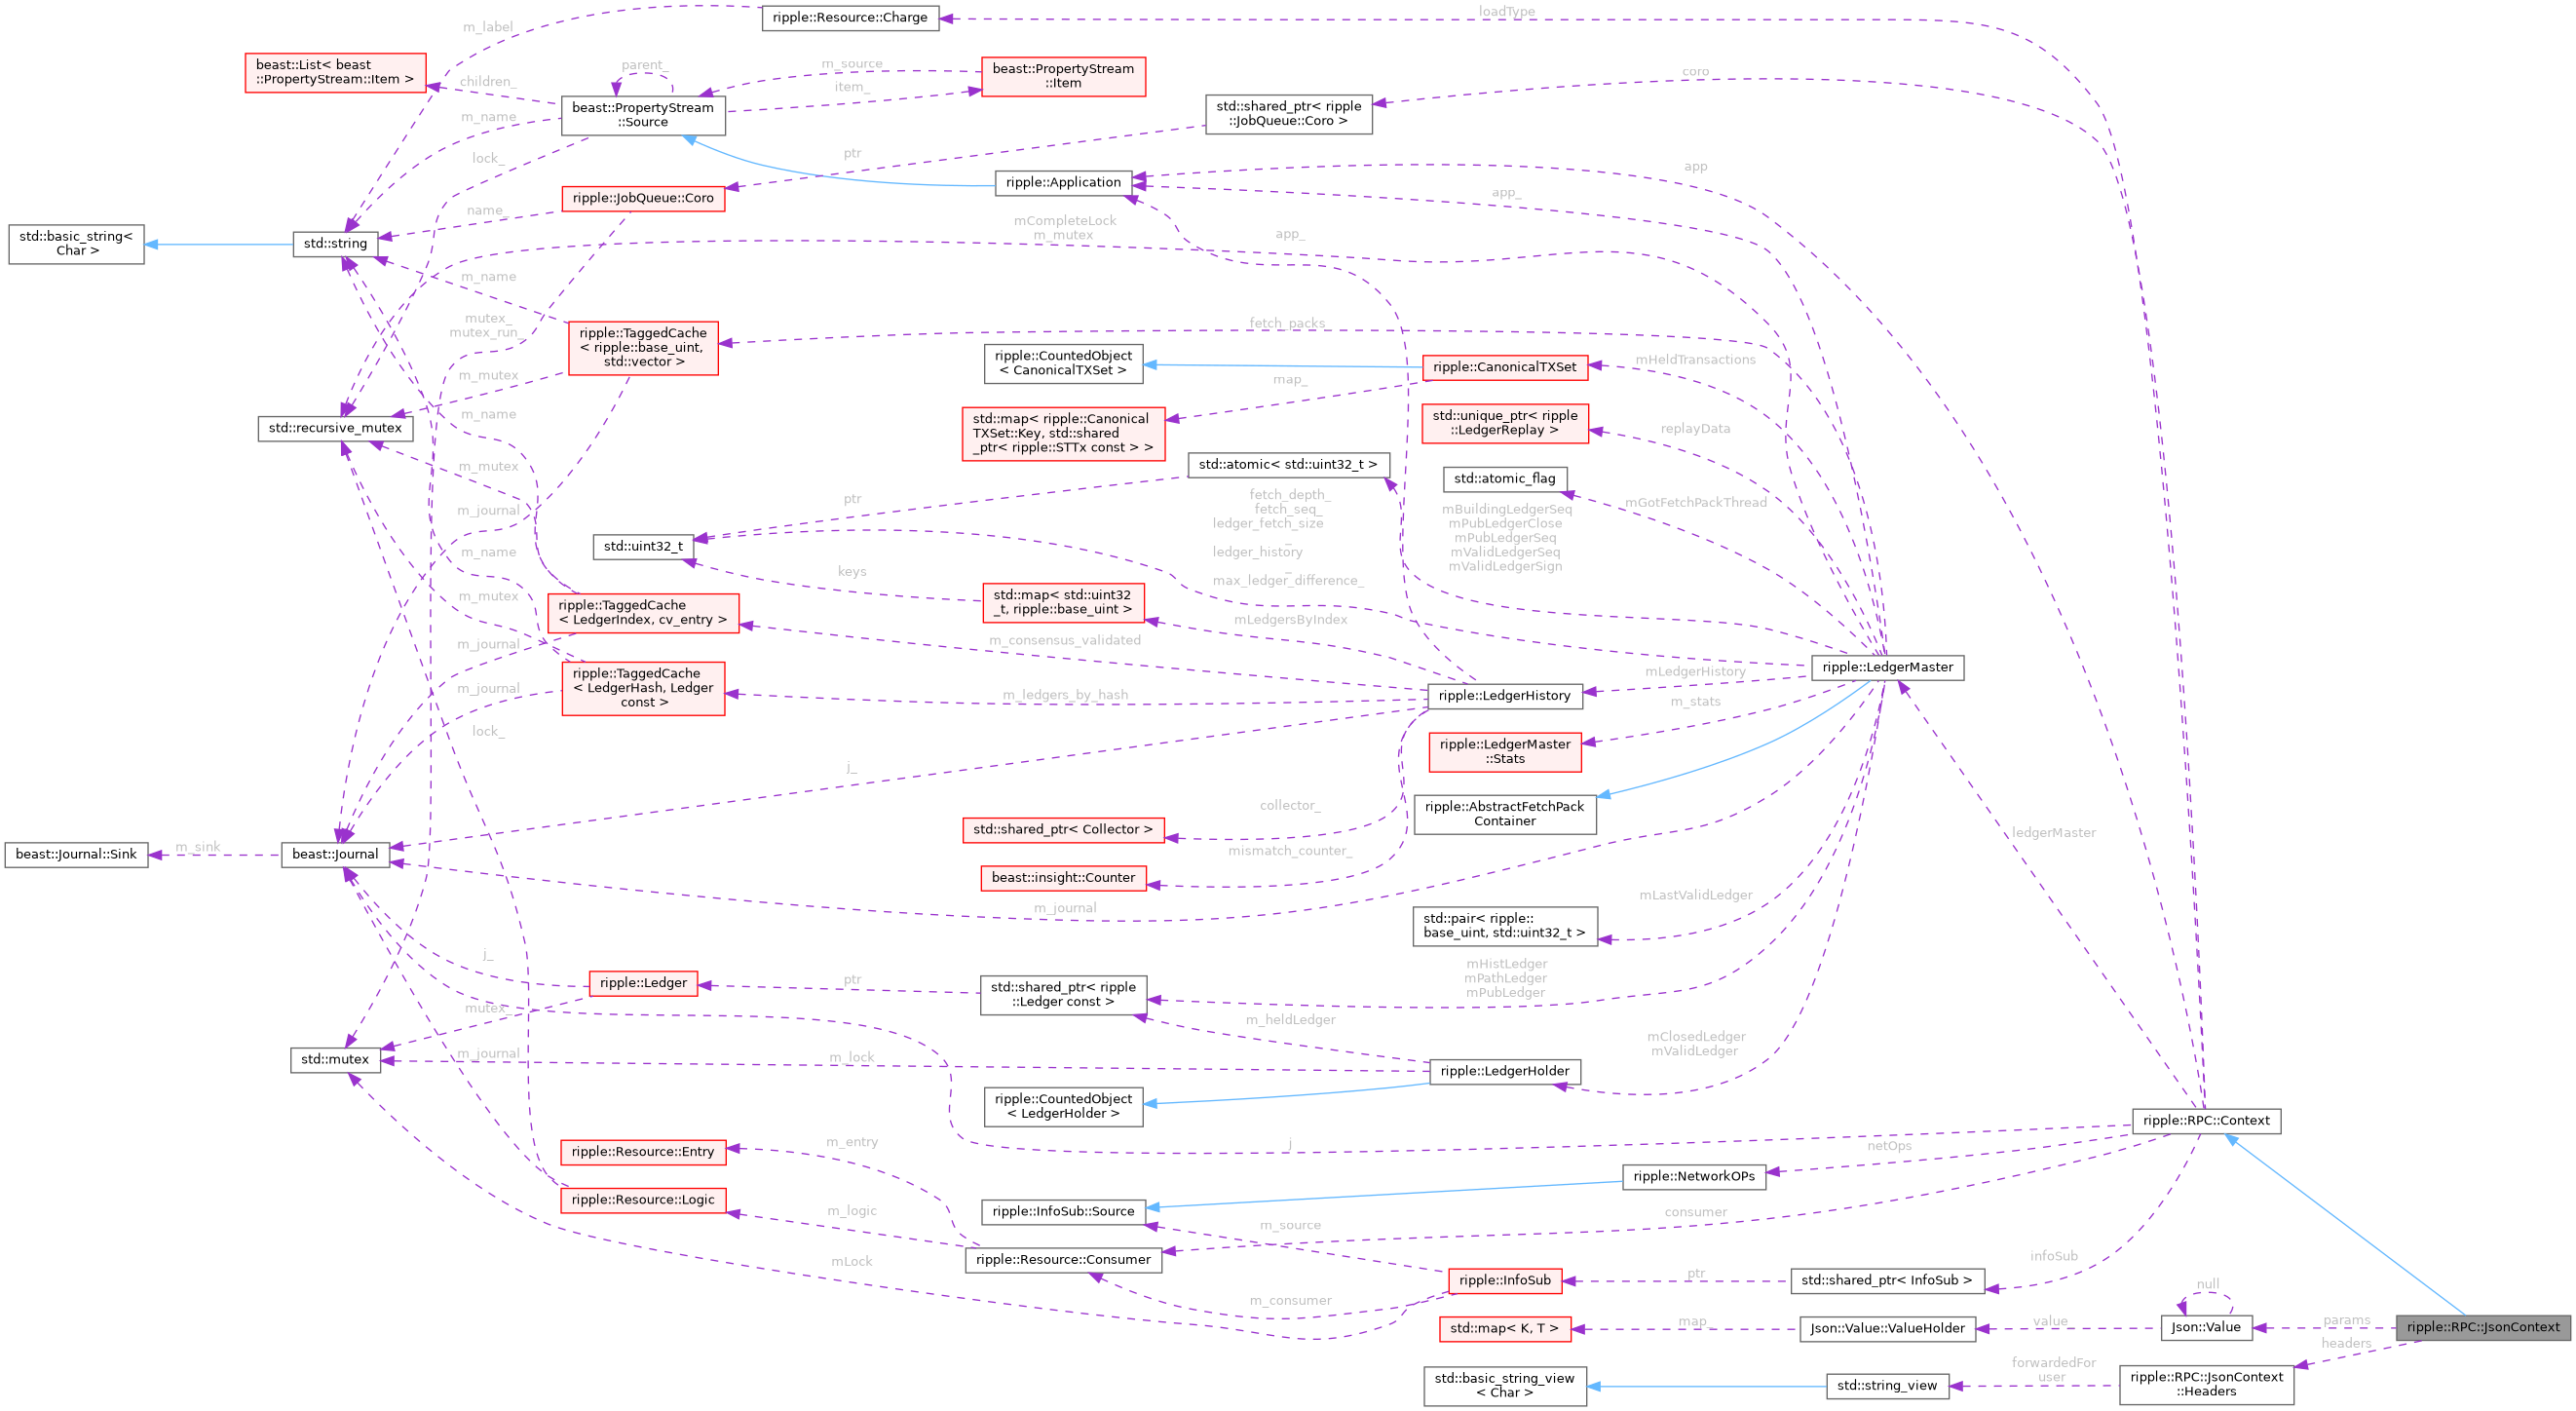 ripple::Resource::Charge
loadType
m_label
beast::List< beast
::PropertyStream::Item >
parent_
m_source
beast::PropertyStream
::Item
coro
children_
item_
beast::PropertyStream
::Source
std::shared_ptr< ripple
::JobQueue::Coro >
m_name
lock_
ptr
app
ripple::Application
ripple::JobQueue::Coro
app_
name_
mCompleteLock
m_mutex
app_
std::basic_string<
Char >
std::string
m_name
mutex_
mutex_run_
ripple::TaggedCache
< ripple::base_uint,
std::vector >
fetch_packs
ripple::CountedObject
< CanonicalTXSet >
ripple::CanonicalTXSet
mHeldTransactions
m_mutex
map_
std::map< ripple::Canonical
TXSet::Key, std::shared
_ptr< ripple::STTx const > >
std::unique_ptr< ripple
::LedgerReplay >
replayData
std::recursive_mutex
m_name
m_mutex
std::atomic< std::uint32_t >
std::atomic_flag
mGotFetchPackThread
ptr
fetch_depth_
fetch_seq_
ledger_fetch_size
_
ledger_history
_
max_ledger_difference_
mBuildingLedgerSeq
mPubLedgerClose
mPubLedgerSeq
mValidLedgerSeq
mValidLedgerSign
m_journal
std::uint32_t
m_name
keys
std::map< std::uint32
_t, ripple::base_uint >
mLedgersByIndex
m_mutex
ripple::TaggedCache
< LedgerIndex, cv_entry >
m_consensus_validated
m_journal
ripple::TaggedCache
< LedgerHash, Ledger
const >
m_ledgers_by_hash
m_journal
ripple::LedgerHistory
mLedgerHistory
ripple::LedgerMaster
m_stats
lock_
ripple::LedgerMaster
::Stats
j_
collector_
ripple::AbstractFetchPack
Container
std::shared_ptr< Collector >
ledgerMaster
beast::Journal::Sink
m_sink
beast::Journal
mismatch_counter_
beast::insight::Counter
m_journal
mLastValidLedger
std::pair< ripple::
base_uint, std::uint32_t >
j_
ripple::Ledger
ptr
std::shared_ptr< ripple
::Ledger const >
mHistLedger
mPathLedger
mPubLedger
mutex_
m_heldLedger
mClosedLedger
mValidLedger
std::mutex
m_journal
m_lock
ripple::LedgerHolder
ripple::CountedObject
< LedgerHolder >
ripple::RPC::Context
j
netOps
ripple::Resource::Entry
m_entry
ripple::NetworkOPs
ripple::Resource::Logic
m_logic
ripple::InfoSub::Source
consumer
m_source
ripple::Resource::Consumer
mLock
infoSub
ripple::InfoSub
ptr
std::shared_ptr< InfoSub >
null
m_consumer
std::map< K, T >
map_
Json::Value::ValueHolder
value
Json::Value
params
ripple::RPC::JsonContext
headers
std::basic_string_view
< Char >
std::string_view
forwardedFor
user
ripple::RPC::JsonContext
::Headers